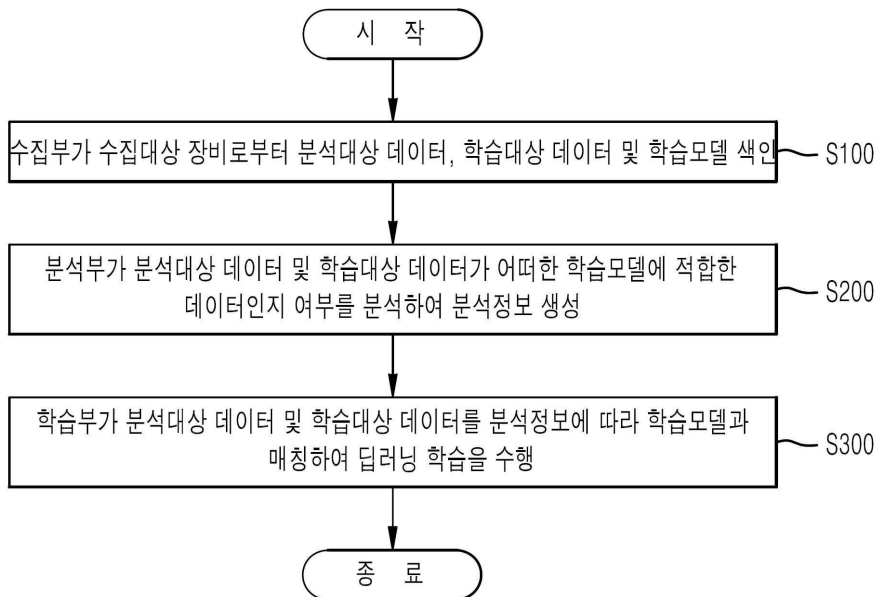 시 작
수집부가 수집대상 장비로부터 분석대상 데이터, 학습대상 데이터 및 학습모델 색인
S100
분석부가 분석대상 데이터 및 학습대상 데이터가 어떠한 학습모델에 적합한
데이터인지 여부를 분석하여 분석정보 생성
S200
학습부가 분석대상 데이터 및 학습대상 데이터를 분석정보에 따라 학습모델과
매칭하여 딥러닝 학습을 수행
S300
종 료